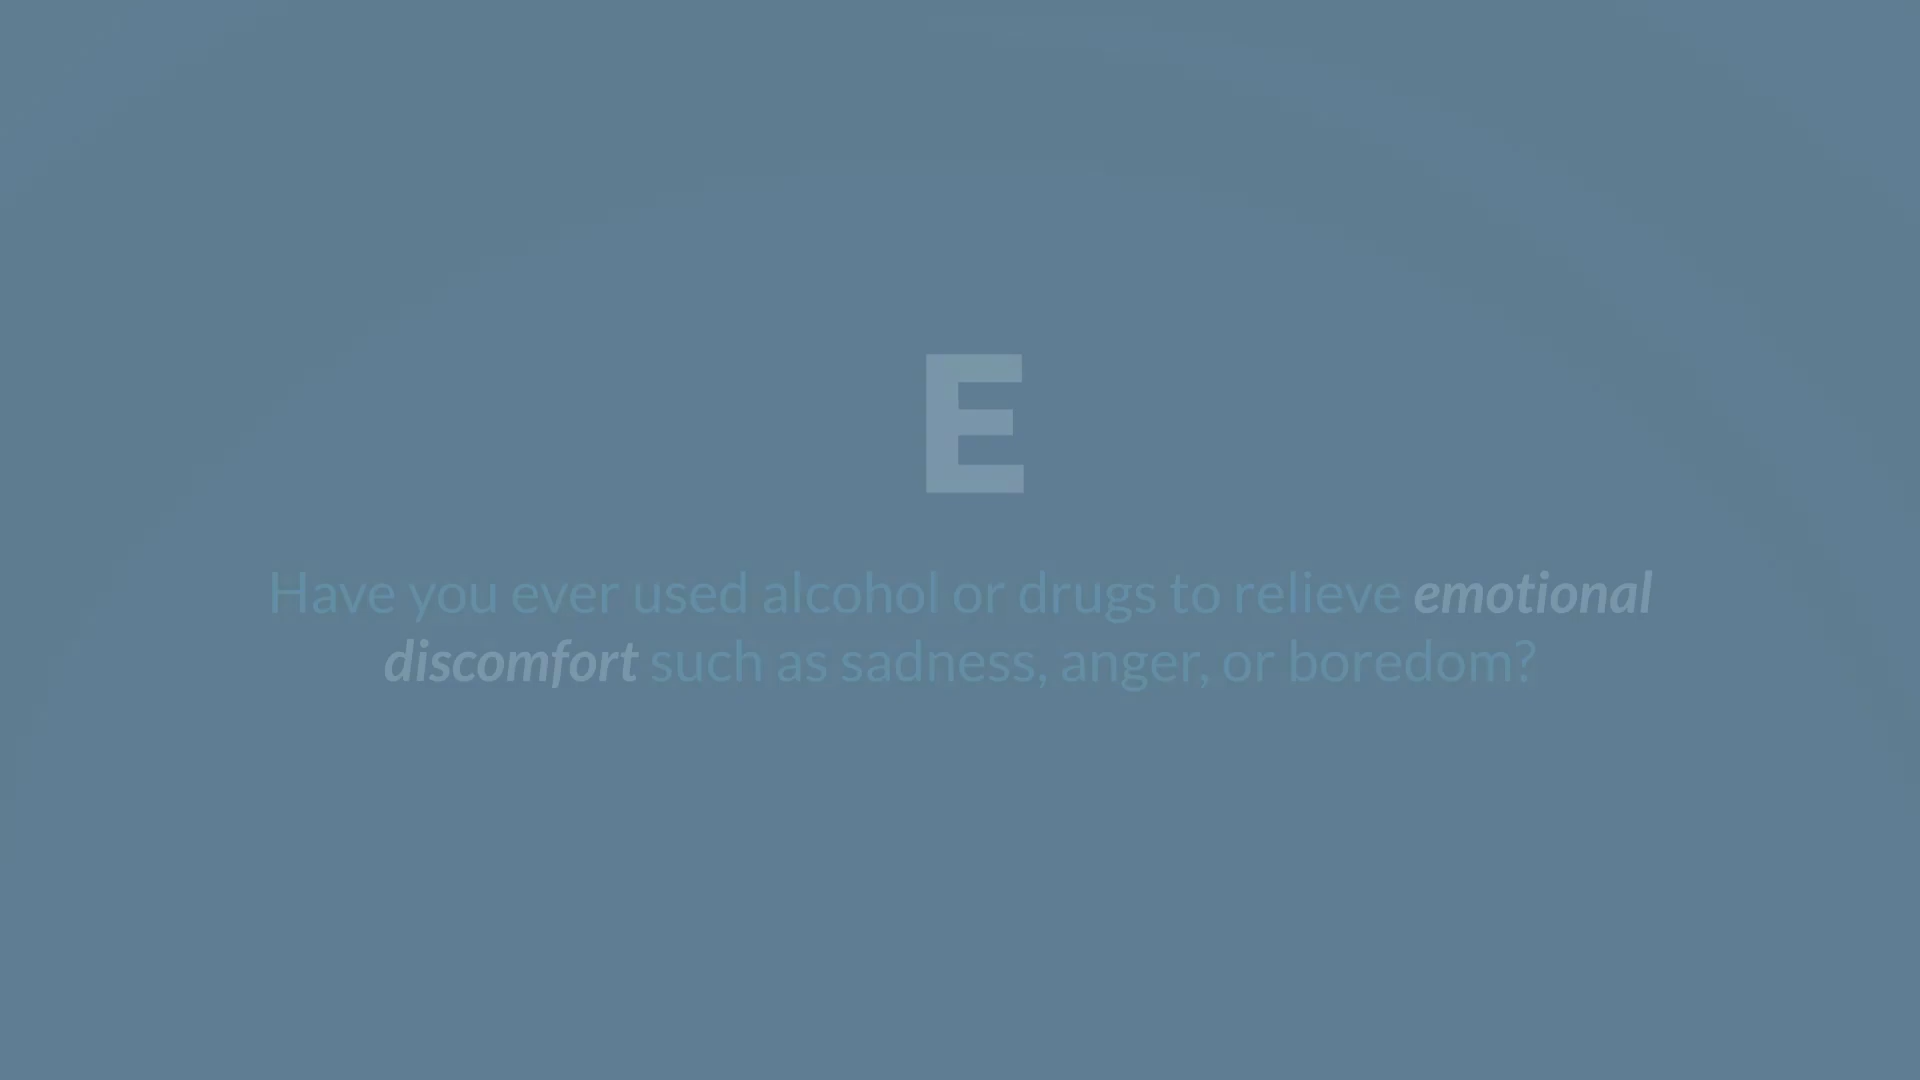 E
Have you ever used alcohol or drugs to relieve emotional
discomfort such as sadness, anger, or boredom?